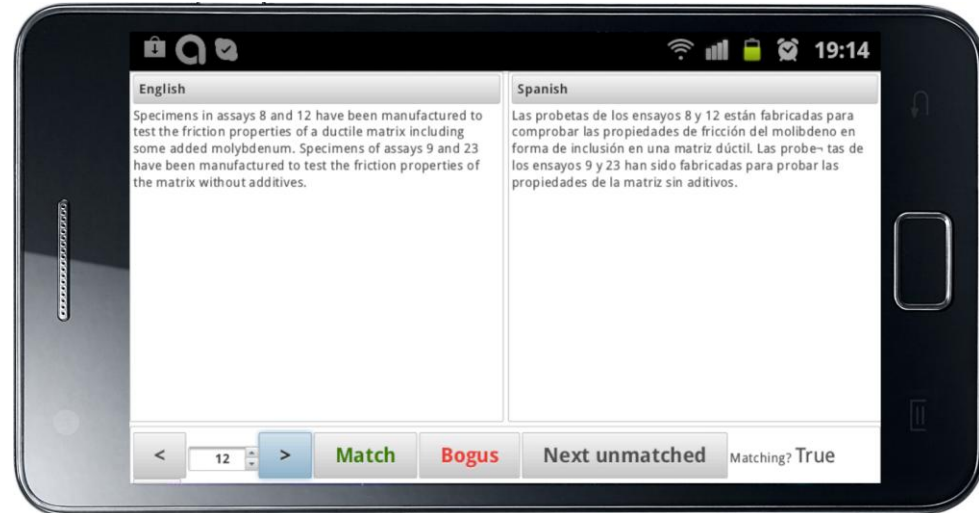 19:14
English
Specimens in assays 8 and 12 have been manufactured to
test the friction properties of a ductile matrix including
some added molybdenum. Specimens of assays 9 and 23
have been manufactured to test the friction properties of
the matrix without additives.
Spanish
Las probetas de los ensayos 8 y 12 están fabricadas para
comprobar las propiedades de fricción del molibdeno en
forma de inclusión en una matriz dúctil. Las probe¬ tas de
los ensayos 9 y 23 han sido fabricadas para probar las
propiedades de la matriz sin aditivos.
< 12 > Match Bogus Next unmatched Matching? True